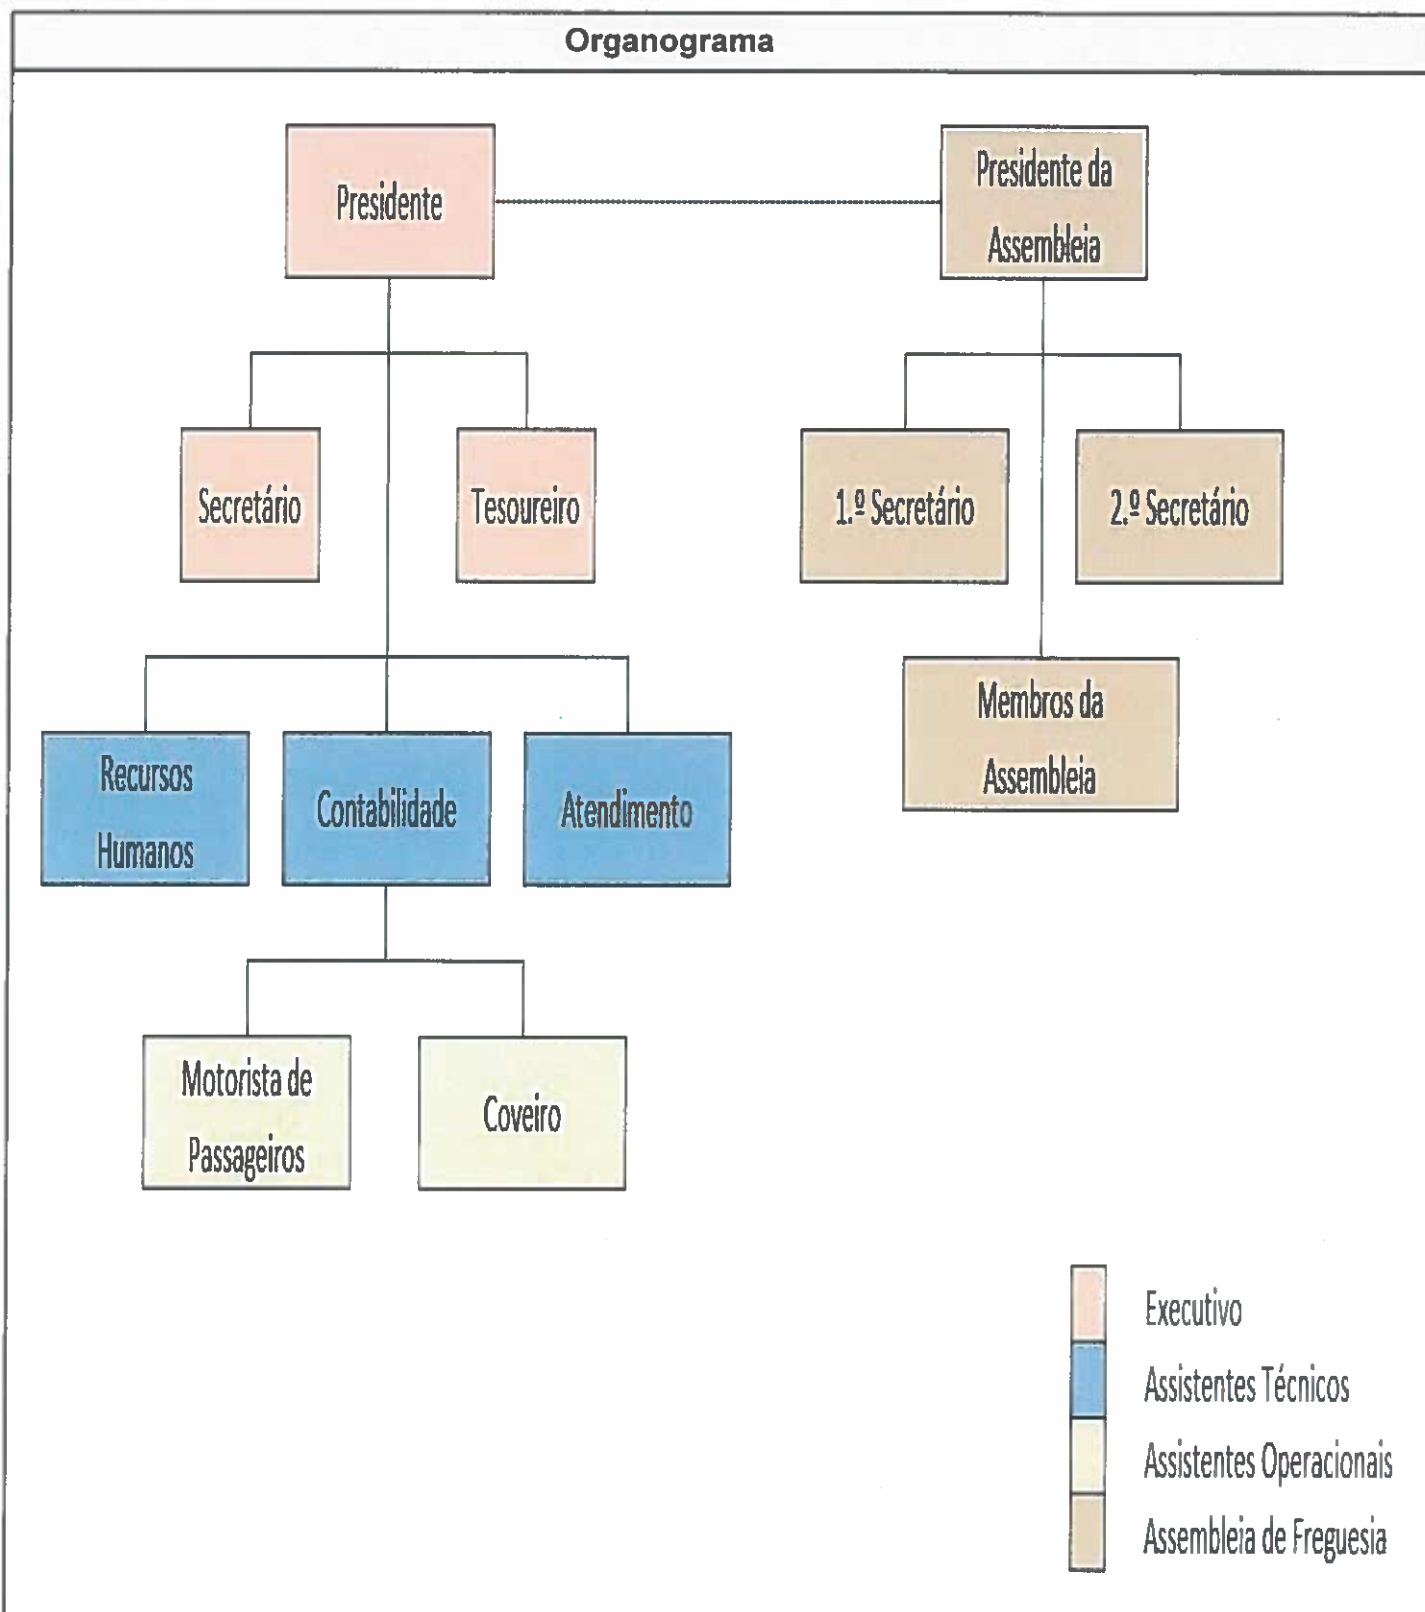 Organograma
Presidente
Presidente da
Assembleia
Secretário
Tesoureiro
1.º Secretário
2.º Secretário
Membros da
Assembleia
Recursos
Humanos
Contabilidade
Atendimento
Motorista de
Passageiros
Coveiro
Executivo
Assistentes Técnicos
Assistentes Operacionais
Assembleia de Freguesia